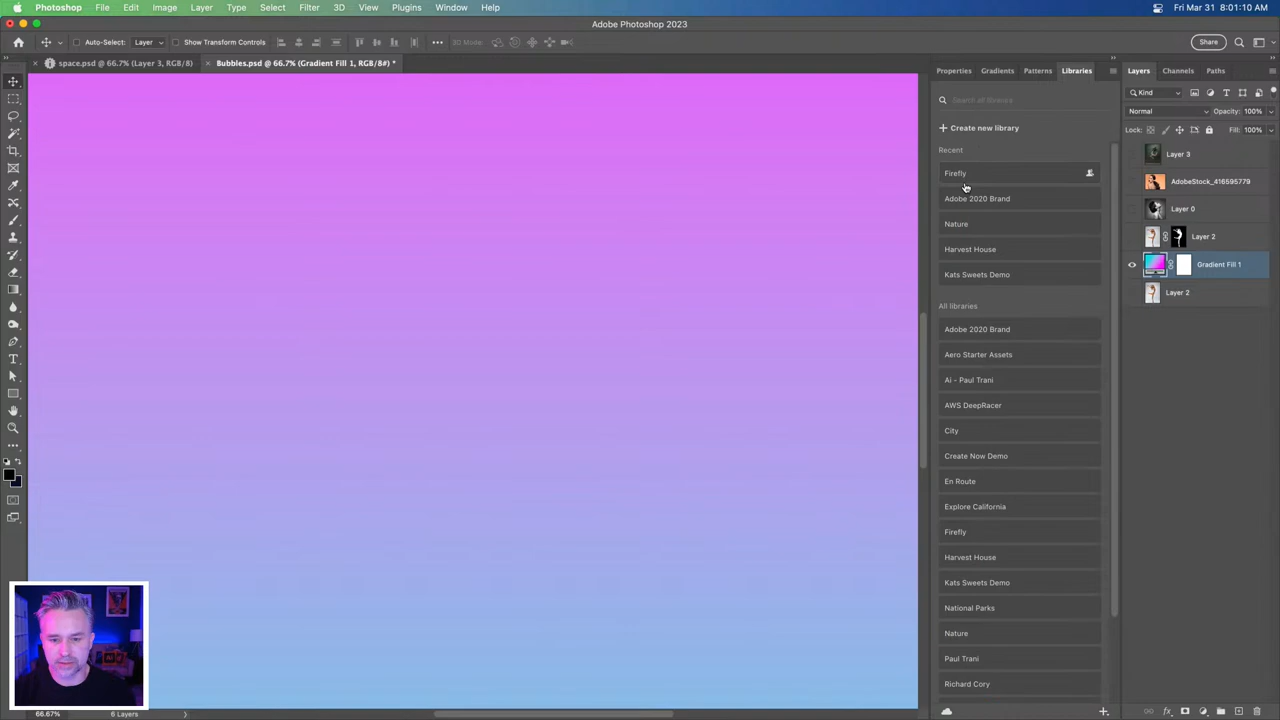 Photoshop File Edit Image Layer Type Select Filter 3D View Plugins Window Help Fri Mar 31 8:01:10 AM
Adobe Photoshop 2023
Auto-Select: Layer Show Transform Controls 3D Mode: Share
space.psd @ 66.7% (Layer 3, RGB/8) Bubbles.psd @ 66.7% (Gradient Fill 1, RGB/8#) *
Properties Gradients Patterns Libraries
Search all libraries
Create new library
Recent
Firefly
Adobe 2020 Brand
Nature
Harvest House
Kats Sweets Demo
All libraries
Adobe 2020 Brand
Aero Starter Assets
Ai - Paul Trani
AWS DeepRacer
City
Create Now Demo
En Route
Explore California
Firefly
Harvest House
Kats Sweets Demo
National Parks
Nature
Paul Trani
Richard Cory
Layers Channels Paths
Kind
Normal Opacity: 100%
Lock: Fill: 100%
Layer 3
AdobeStock_416595779
Layer 0
Layer 2
Gradient Fill 1
Layer 2
66.67% 6 Layers